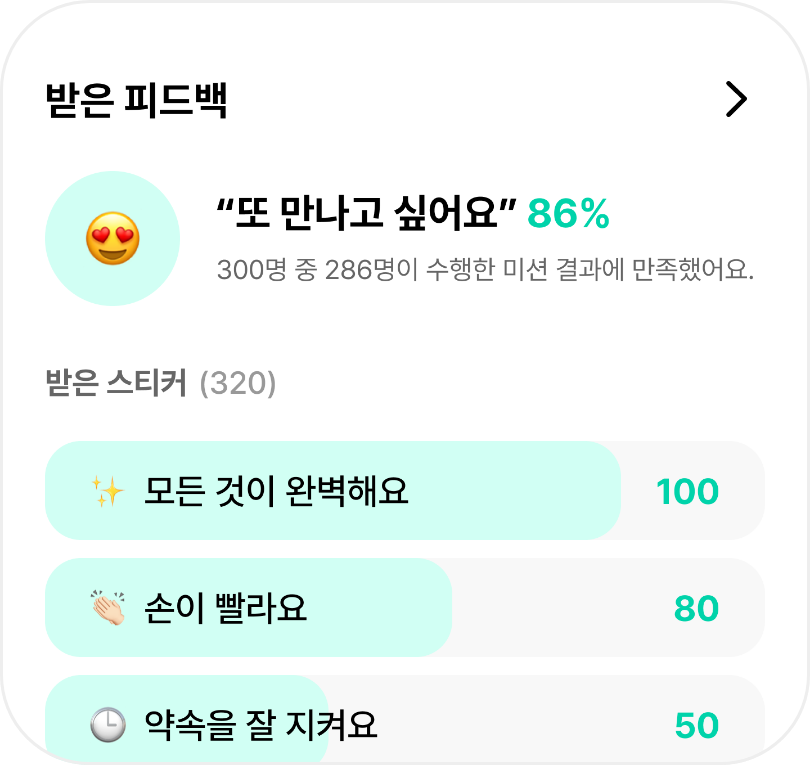 받은 피드백
“또 만나고 싶어요” 86%
300명 중 286명이 수행한 미션 결과에 만족했어요.
받은 스티커 (320)
모든 것이 완벽해요 100
손이 빨라요 80
약속을 잘 지켜요 50